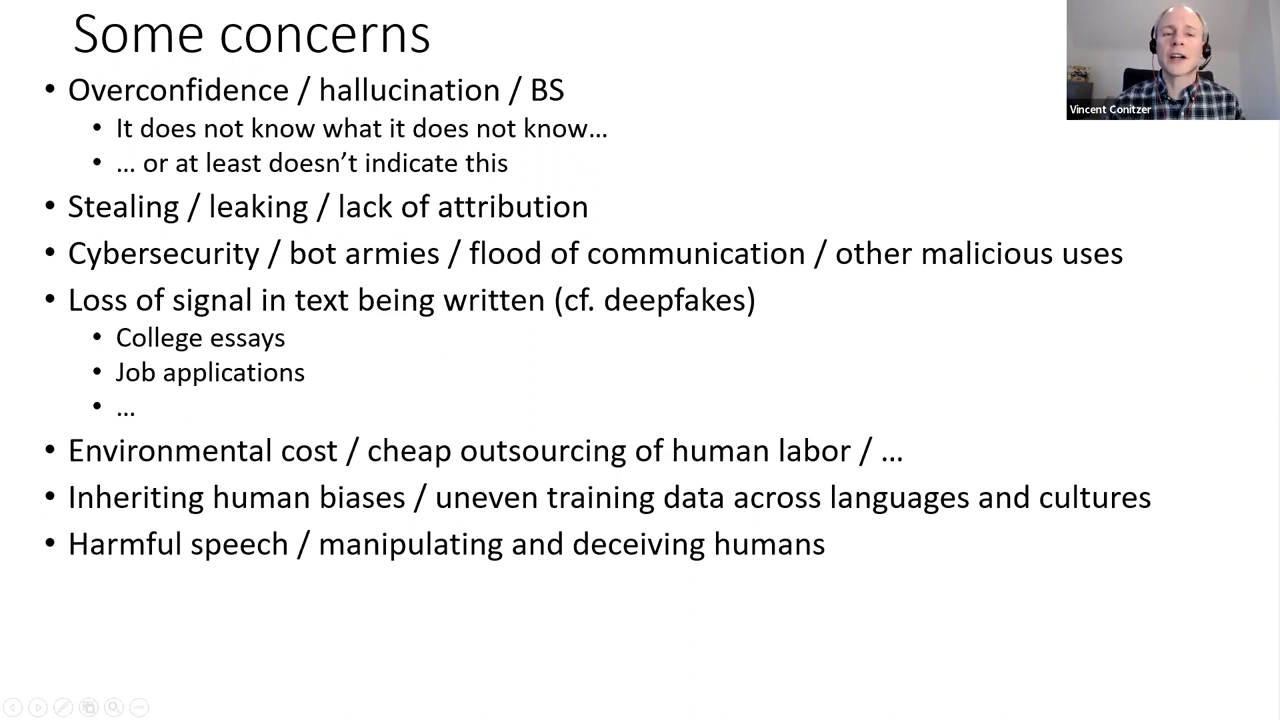 Some concerns
• Overconfidence / hallucination / BS
• It does not know what it does not know…
• … or at least doesn’t indicate this
• Stealing / leaking / lack of attribution
• Cybersecurity / bot armies / flood of communication / other malicious uses
• Loss of signal in text being written (cf. deepfakes)
• College essays
• Job applications
• …
• Environmental cost / cheap outsourcing of human labor / …
• Inheriting human biases / uneven training data across languages and cultures
• Harmful speech / manipulating and deceiving humans
Vincent Conitzer